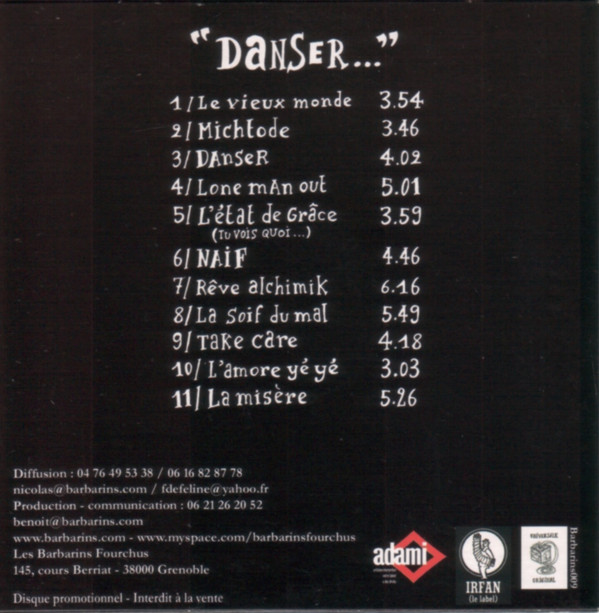 “DANSER...”
1/ Le vieux monde 3.54
2/ Michtode 3.46
3/ DAnSeR 4.02
4/ Lone mAn out 5.01
5/ L'état de Grâce 3.59
(TU VOIS QUOI...)
6/ NAïF 4.46
7/ Rêve alchimik 6.16
8/ La Soif du mal 5.49
9/ Take care 4.18
10/ L'amore yé yé 3.03
11/ La misère 5.26
Diffusion : 04 76 49 53 38 / 06 16 82 87 78
nicolas@barbarins.com / fdefeline@yahoo.fr
Production - communication : 06 21 26 20 52
benoit@barbarins.com
www.barbarins.com - www.myspace.com/barbarinsfourchus
Les Barbarins Fourchus
145, cours Berriat - 38000 Grenoble
Disque promotionnel - Interdit à la vente
adami
IRFAN
(le label)
Barbarins009